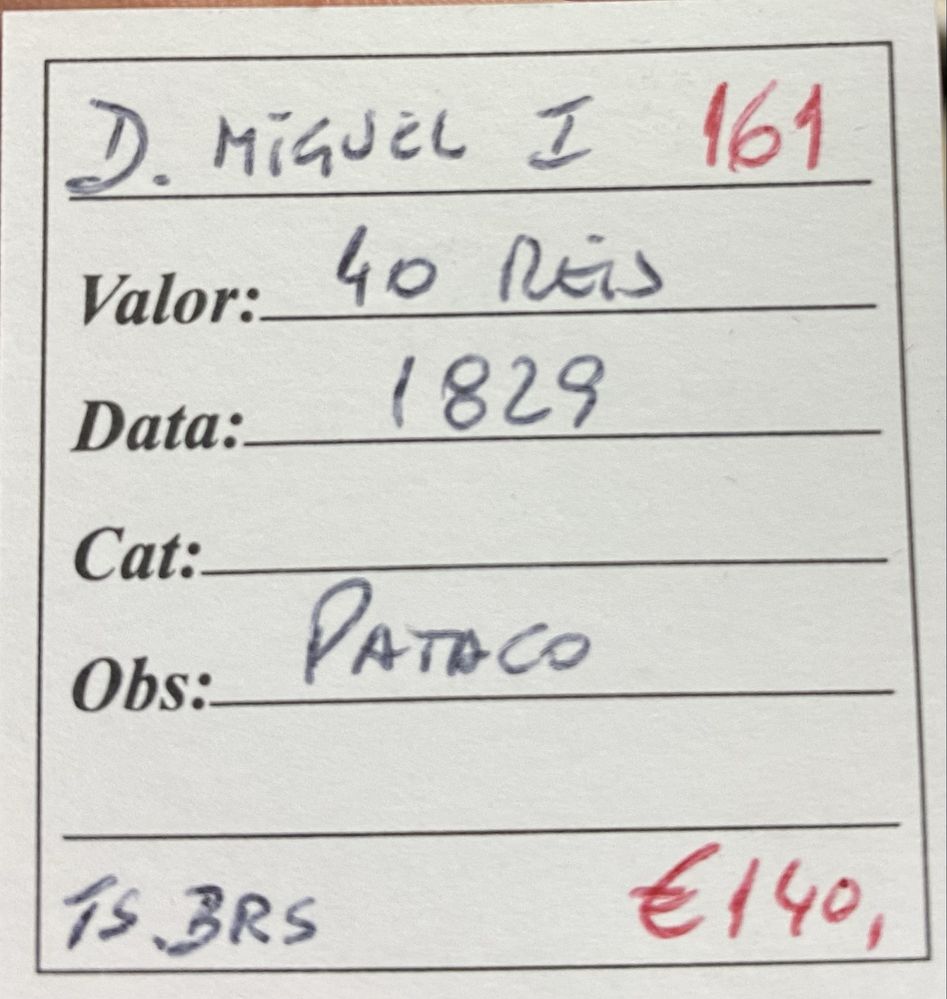 D. MIGUEL I 161
Valor: 40 REIS
Data: 1829
Cat:
Obs: PATACO
TS.BRS €140,